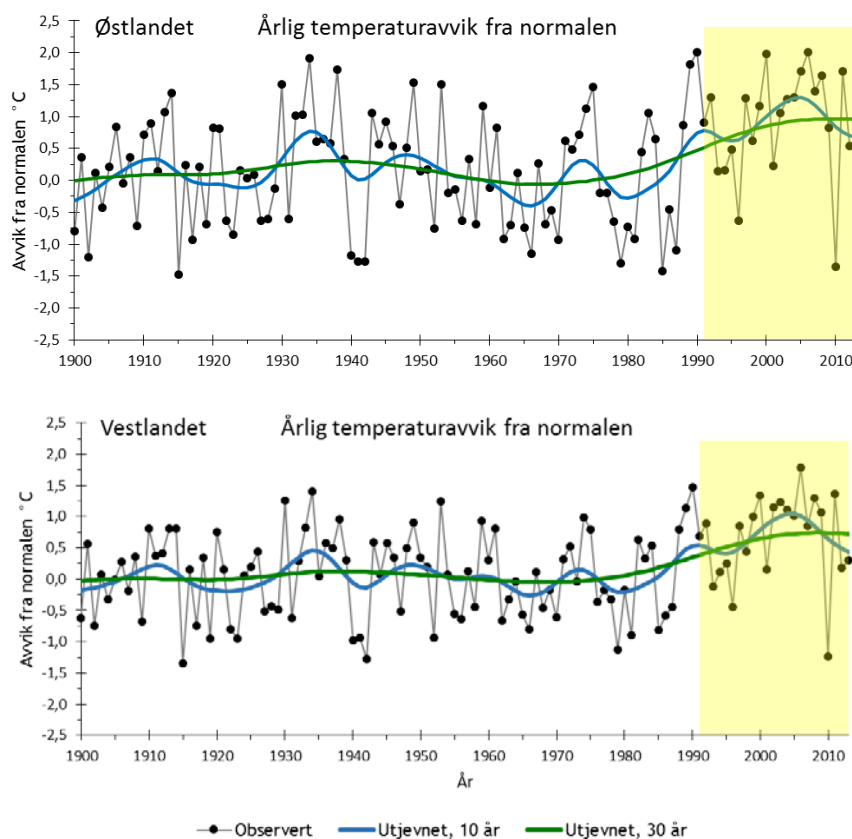 Østlandet Årlig temperaturavvik fra normalen
Avvik fra normalen °C
2,5
2,0
1,5
1,0
0,5
0,0
-0,5
-1,0
-1,5
-2,0
-2,5
1900 1910 1920 1930 1940 1950 1960 1970 1980 1990 2000 2010
Vestlandet Årlig temperaturavvik fra normalen
Avvik fra normalen °C
2,5
2,0
1,5
1,0
0,5
0,0
-0,5
-1,0
-1,5
-2,0
-2,5
1900 1910 1920 1930 1940 1950 1960 1970 1980 1990 2000 2010
År
Observert Utjevnet, 10 år Utjevnet, 30 år